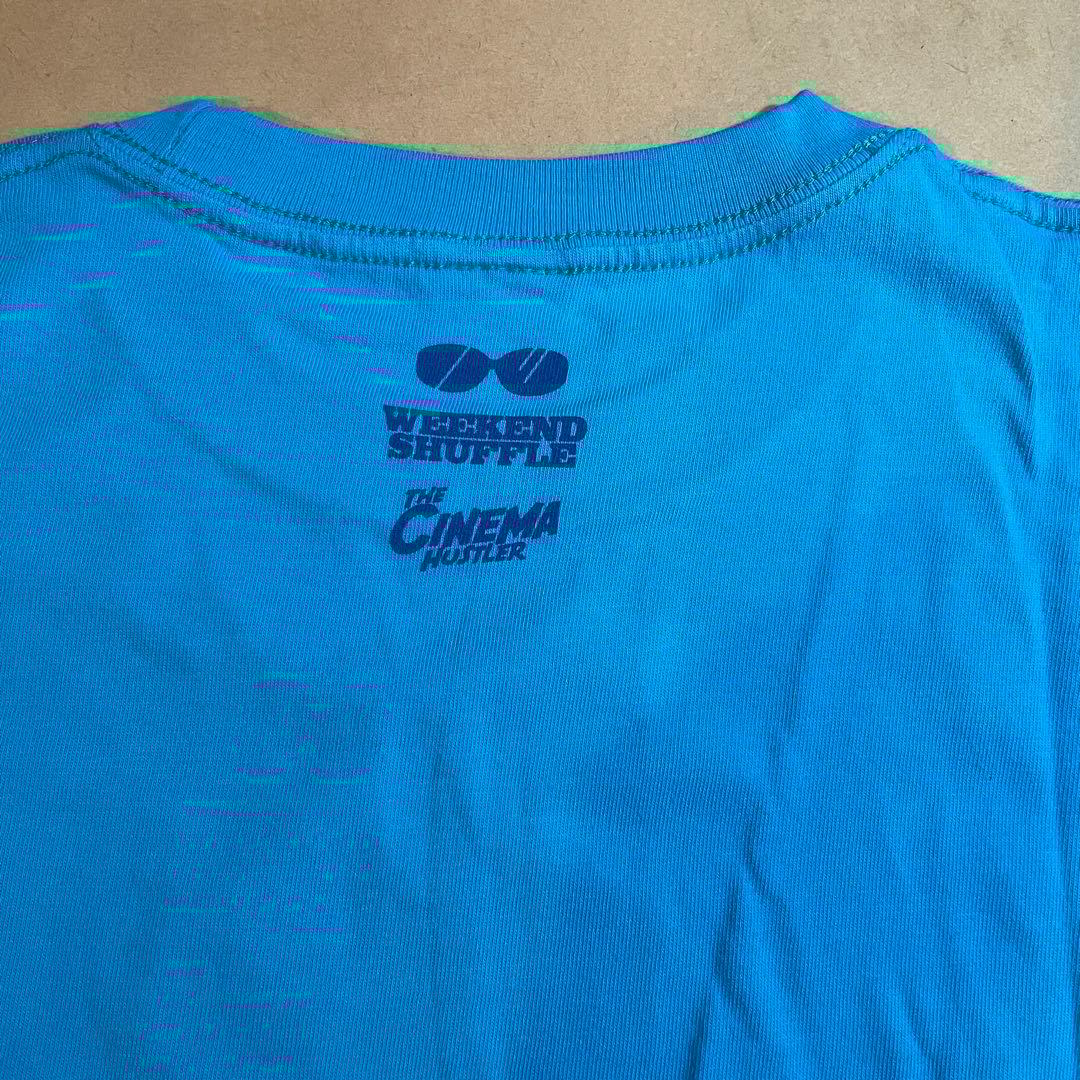 WEEKEND
SHUFFLE
THE
CINEMA
HUSTLER